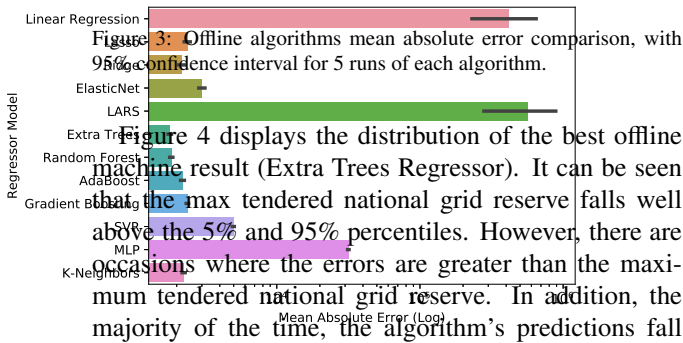 Linear Regression
Lasso
Ridge
ElasticNet
LARS
Extra Trees
Random Forest
AdaBoost
Gradient Boosting
SVR
MLP
K-Neighbors
Regressor Model
Mean Absolute Error (Log)
Figure 3: Offline algorithms mean absolute error comparison, with
95% confidence interval for 5 runs of each algorithm.
Figure 4 displays the distribution of the best offline
machine result (Extra Trees Regressor). It can be seen
that the max tendered national grid reserve falls well
above the 5% and 95% percentiles. However, there are
occasions where the errors are greater than the maxi-
mum tendered national grid reserve. In addition, the
majority of the time, the algorithm's predictions fall